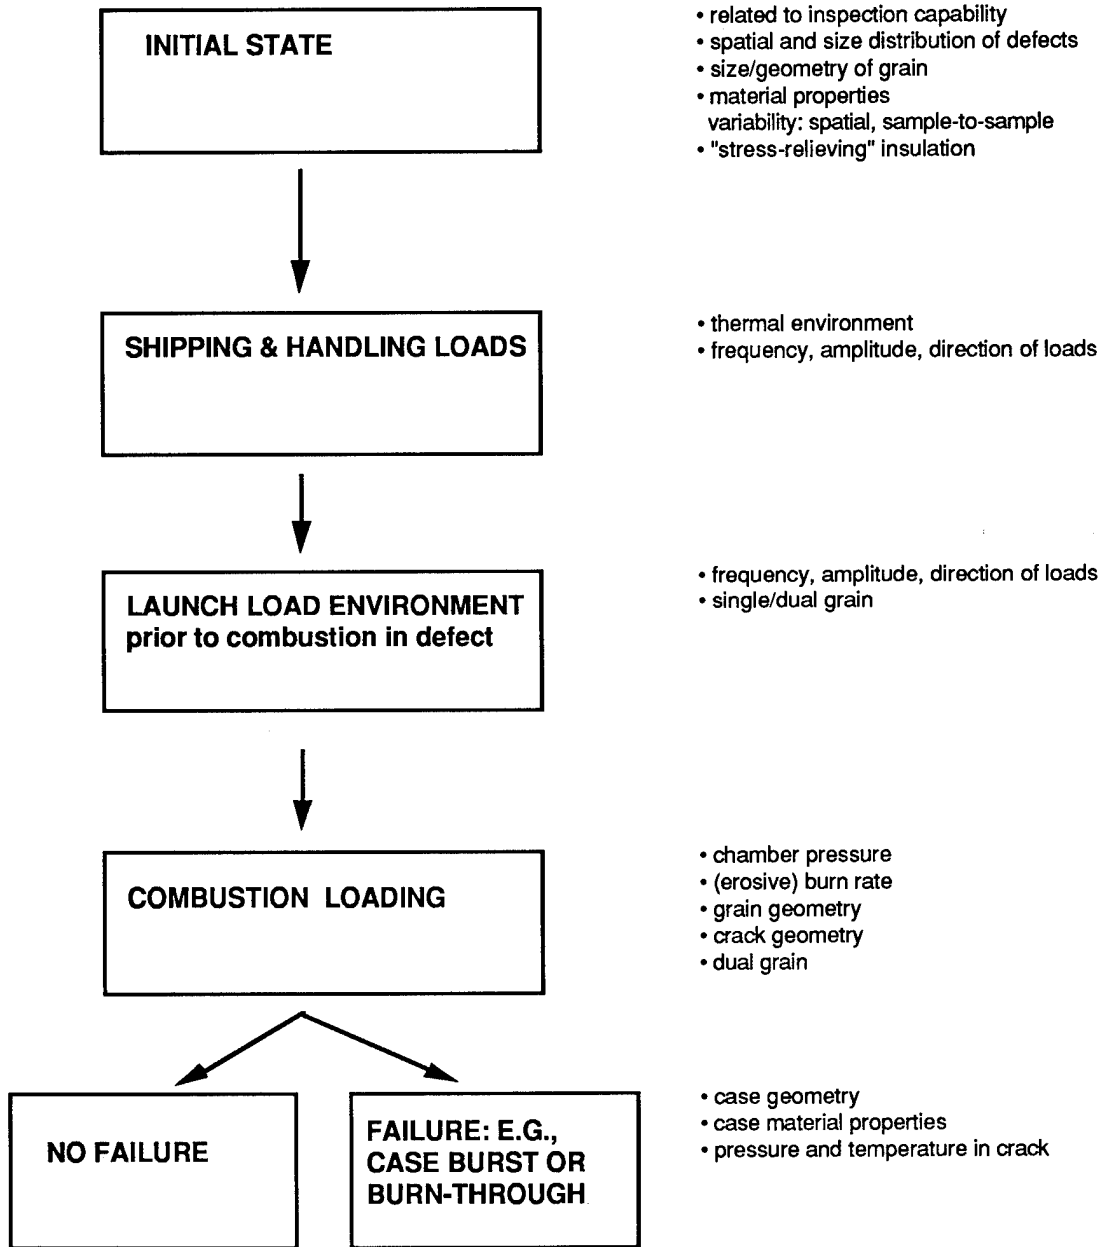 INITIAL STATE
• related to inspection capability
• spatial and size distribution of defects
• size/geometry of grain
• material properties
variability: spatial, sample-to-sample
• "stress-relieving" insulation
SHIPPING & HANDLING LOADS
• thermal environment
• frequency, amplitude, direction of loads
LAUNCH LOAD ENVIRONMENT
prior to combustion in defect
• frequency, amplitude, direction of loads
• single/dual grain
COMBUSTION LOADING
• chamber pressure
• (erosive) burn rate
• grain geometry
• crack geometry
• dual grain
NO FAILURE
FAILURE: E.G.,
CASE BURST OR
BURN-THROUGH
• case geometry
• case material properties
• pressure and temperature in crack